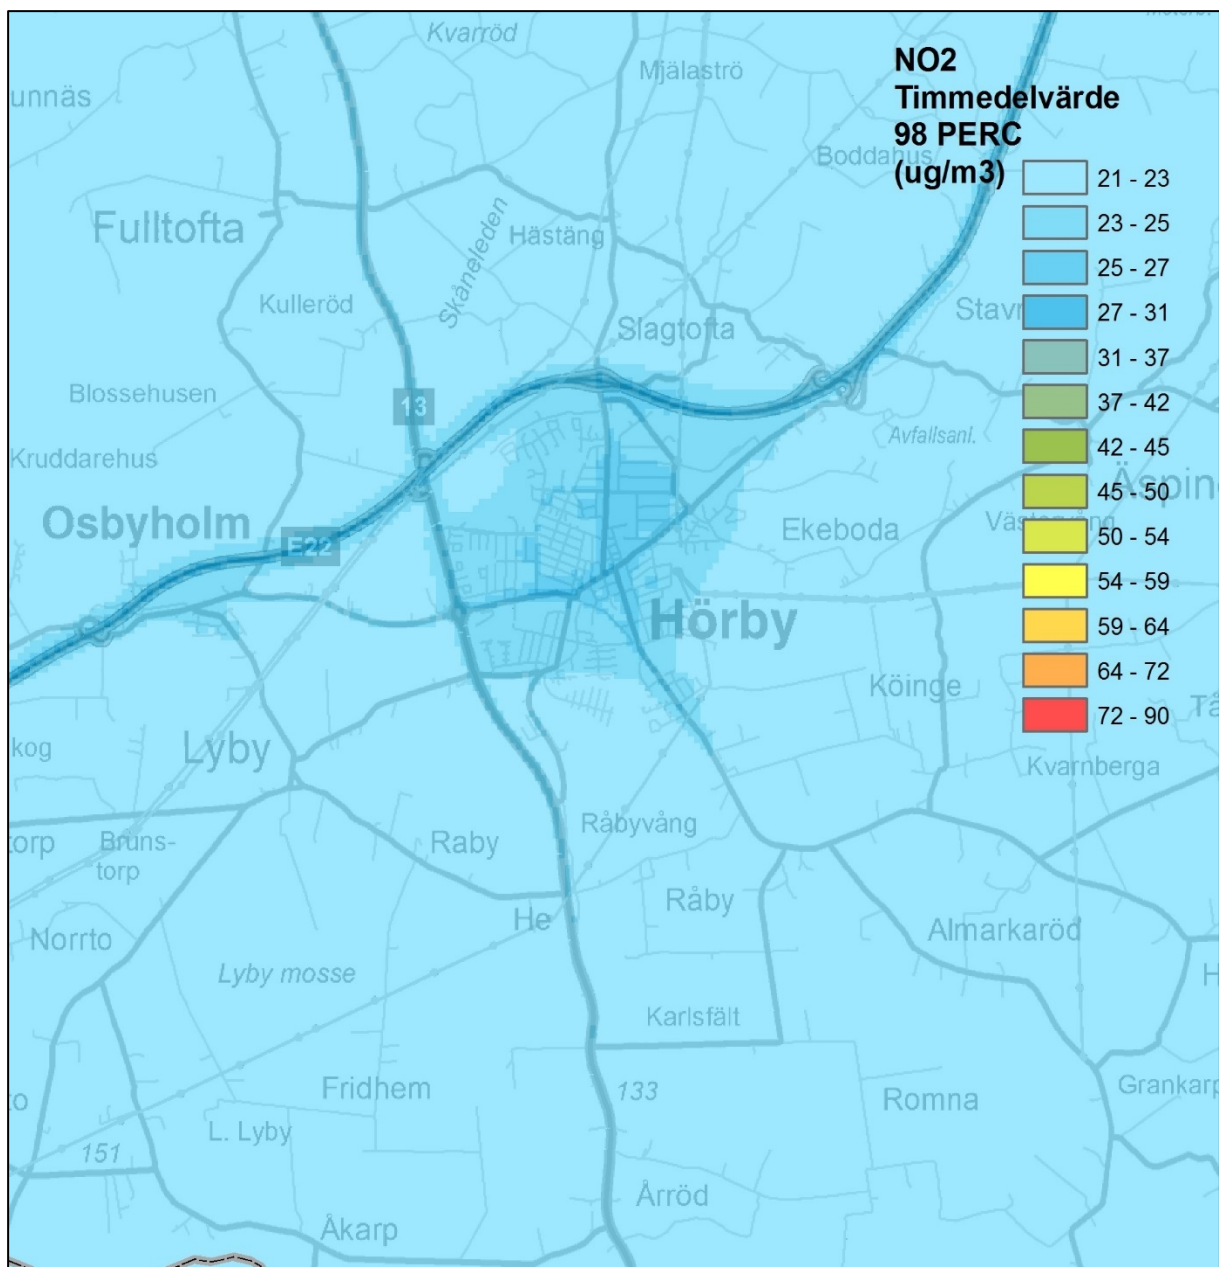 Kvarröd
Mjälaströ
unnäs
NO2
Timmedelvärde
98 PERC
(ug/m3)
Boddahus
21 - 23
23 - 25
25 - 27
27 - 31
31 - 37
37 - 42
42 - 45
45 - 50
50 - 54
54 - 59
59 - 64
64 - 72
72 - 90
Fulltofta
Skåneleden
Hästäng
Kulleröd
Slagtofta
Stavr
Blossehusen
13
Avfallsanl.
Kruddarehus
Äspin
Osbyholm
E22
Ekeboda
Hörby
Köinge
Lyby
kog
Kvarnberga
Råbyvång
torp
Bruns-
torp
Raby
Råby
He
Norrto
Almarkaröd
H
Lyby mosse
Karlsfält
Fridhem
133
Romna
Grankarp
to
L. Lyby
151
Årröd
Åkarp